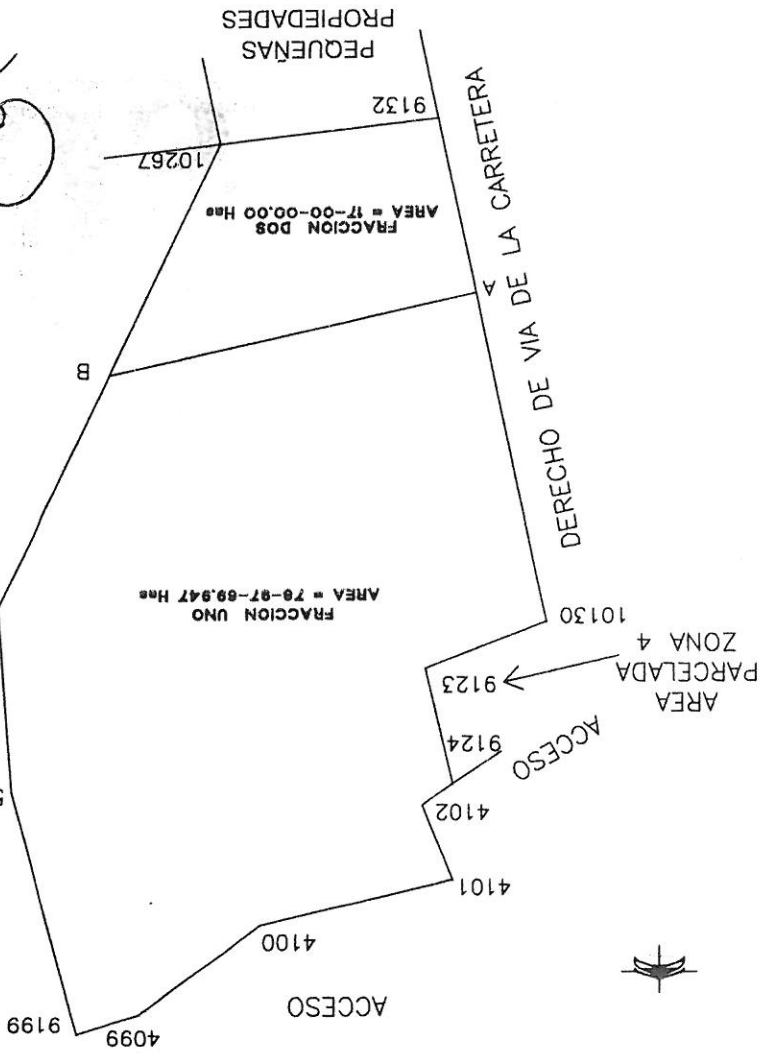 4099
9199
ACCESO
4100
4101
4102
9124
ACCESO
AREA
PARCELADA
ZONA 4
9123
10130
FRACCION UNO
AREA = 78-97-69.947 Has
DERECHO DE VIA DE LA CARRETERA
B
A
FRACCION DOS
AREA = 17-00-00.00 Has
10267
9132
PEQUEÑAS
PROPIEDADES